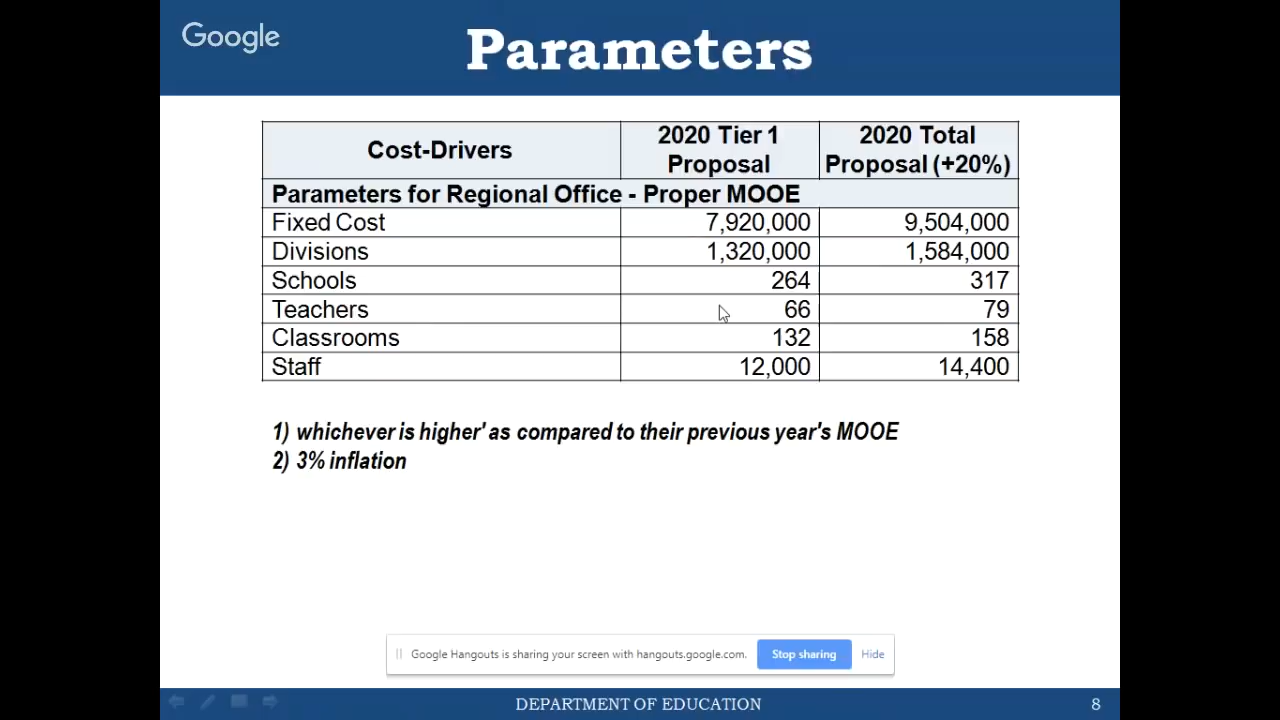 Google
Parameters
Cost-Drivers
2020 Tier 1 Proposal
2020 Total Proposal (+20%)
Parameters for Regional Office - Proper MOOE
Fixed Cost 7,920,000 9,504,000
Divisions 1,320,000 1,584,000
Schools 264 317
Teachers 66 79
Classrooms 132 158
Staff 12,000 14,400
1) whichever is higher' as compared to their previous year's MOOE
2) 3% inflation
Google Hangouts is sharing your screen with hangouts.google.com. Stop sharing Hide
DEPARTMENT OF EDUCATION 8